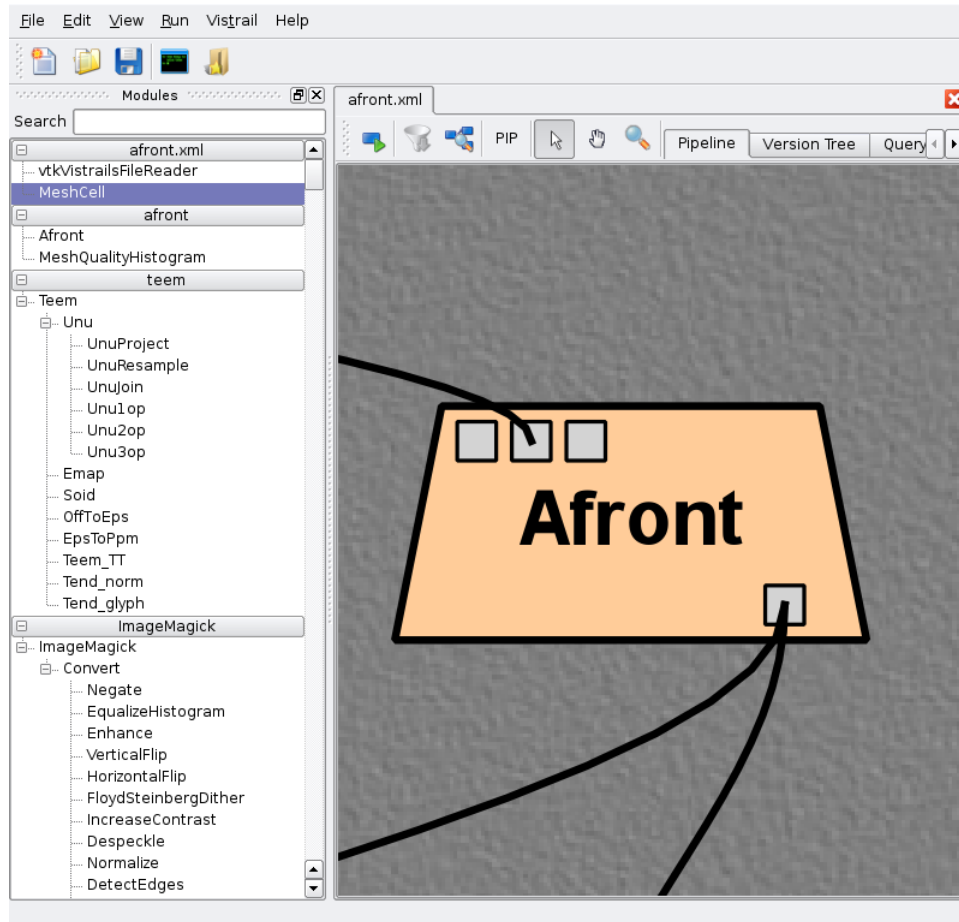 File Edit View Run Vistrail Help
Modules
Search
afront.xml
vtkVistrailsFileReader
MeshCell
afront
Afront
MeshQualityHistogram
teem
Teem
Unu
UnuProject
UnuResample
UnuJoin
Unu1op
Unu2op
Unu3op
Emap
Soid
OffToEps
EpsToPpm
Teem_TT
Tend_norm
Tend_glyph
ImageMagick
ImageMagick
Convert
Negate
EqualizeHistogram
Enhance
VerticalFlip
HorizontalFlip
FloydSteinbergDither
IncreaseContrast
Despeckle
Normalize
DetectEdges
afront.xml
PIP Pipeline Version Tree Query
Afront